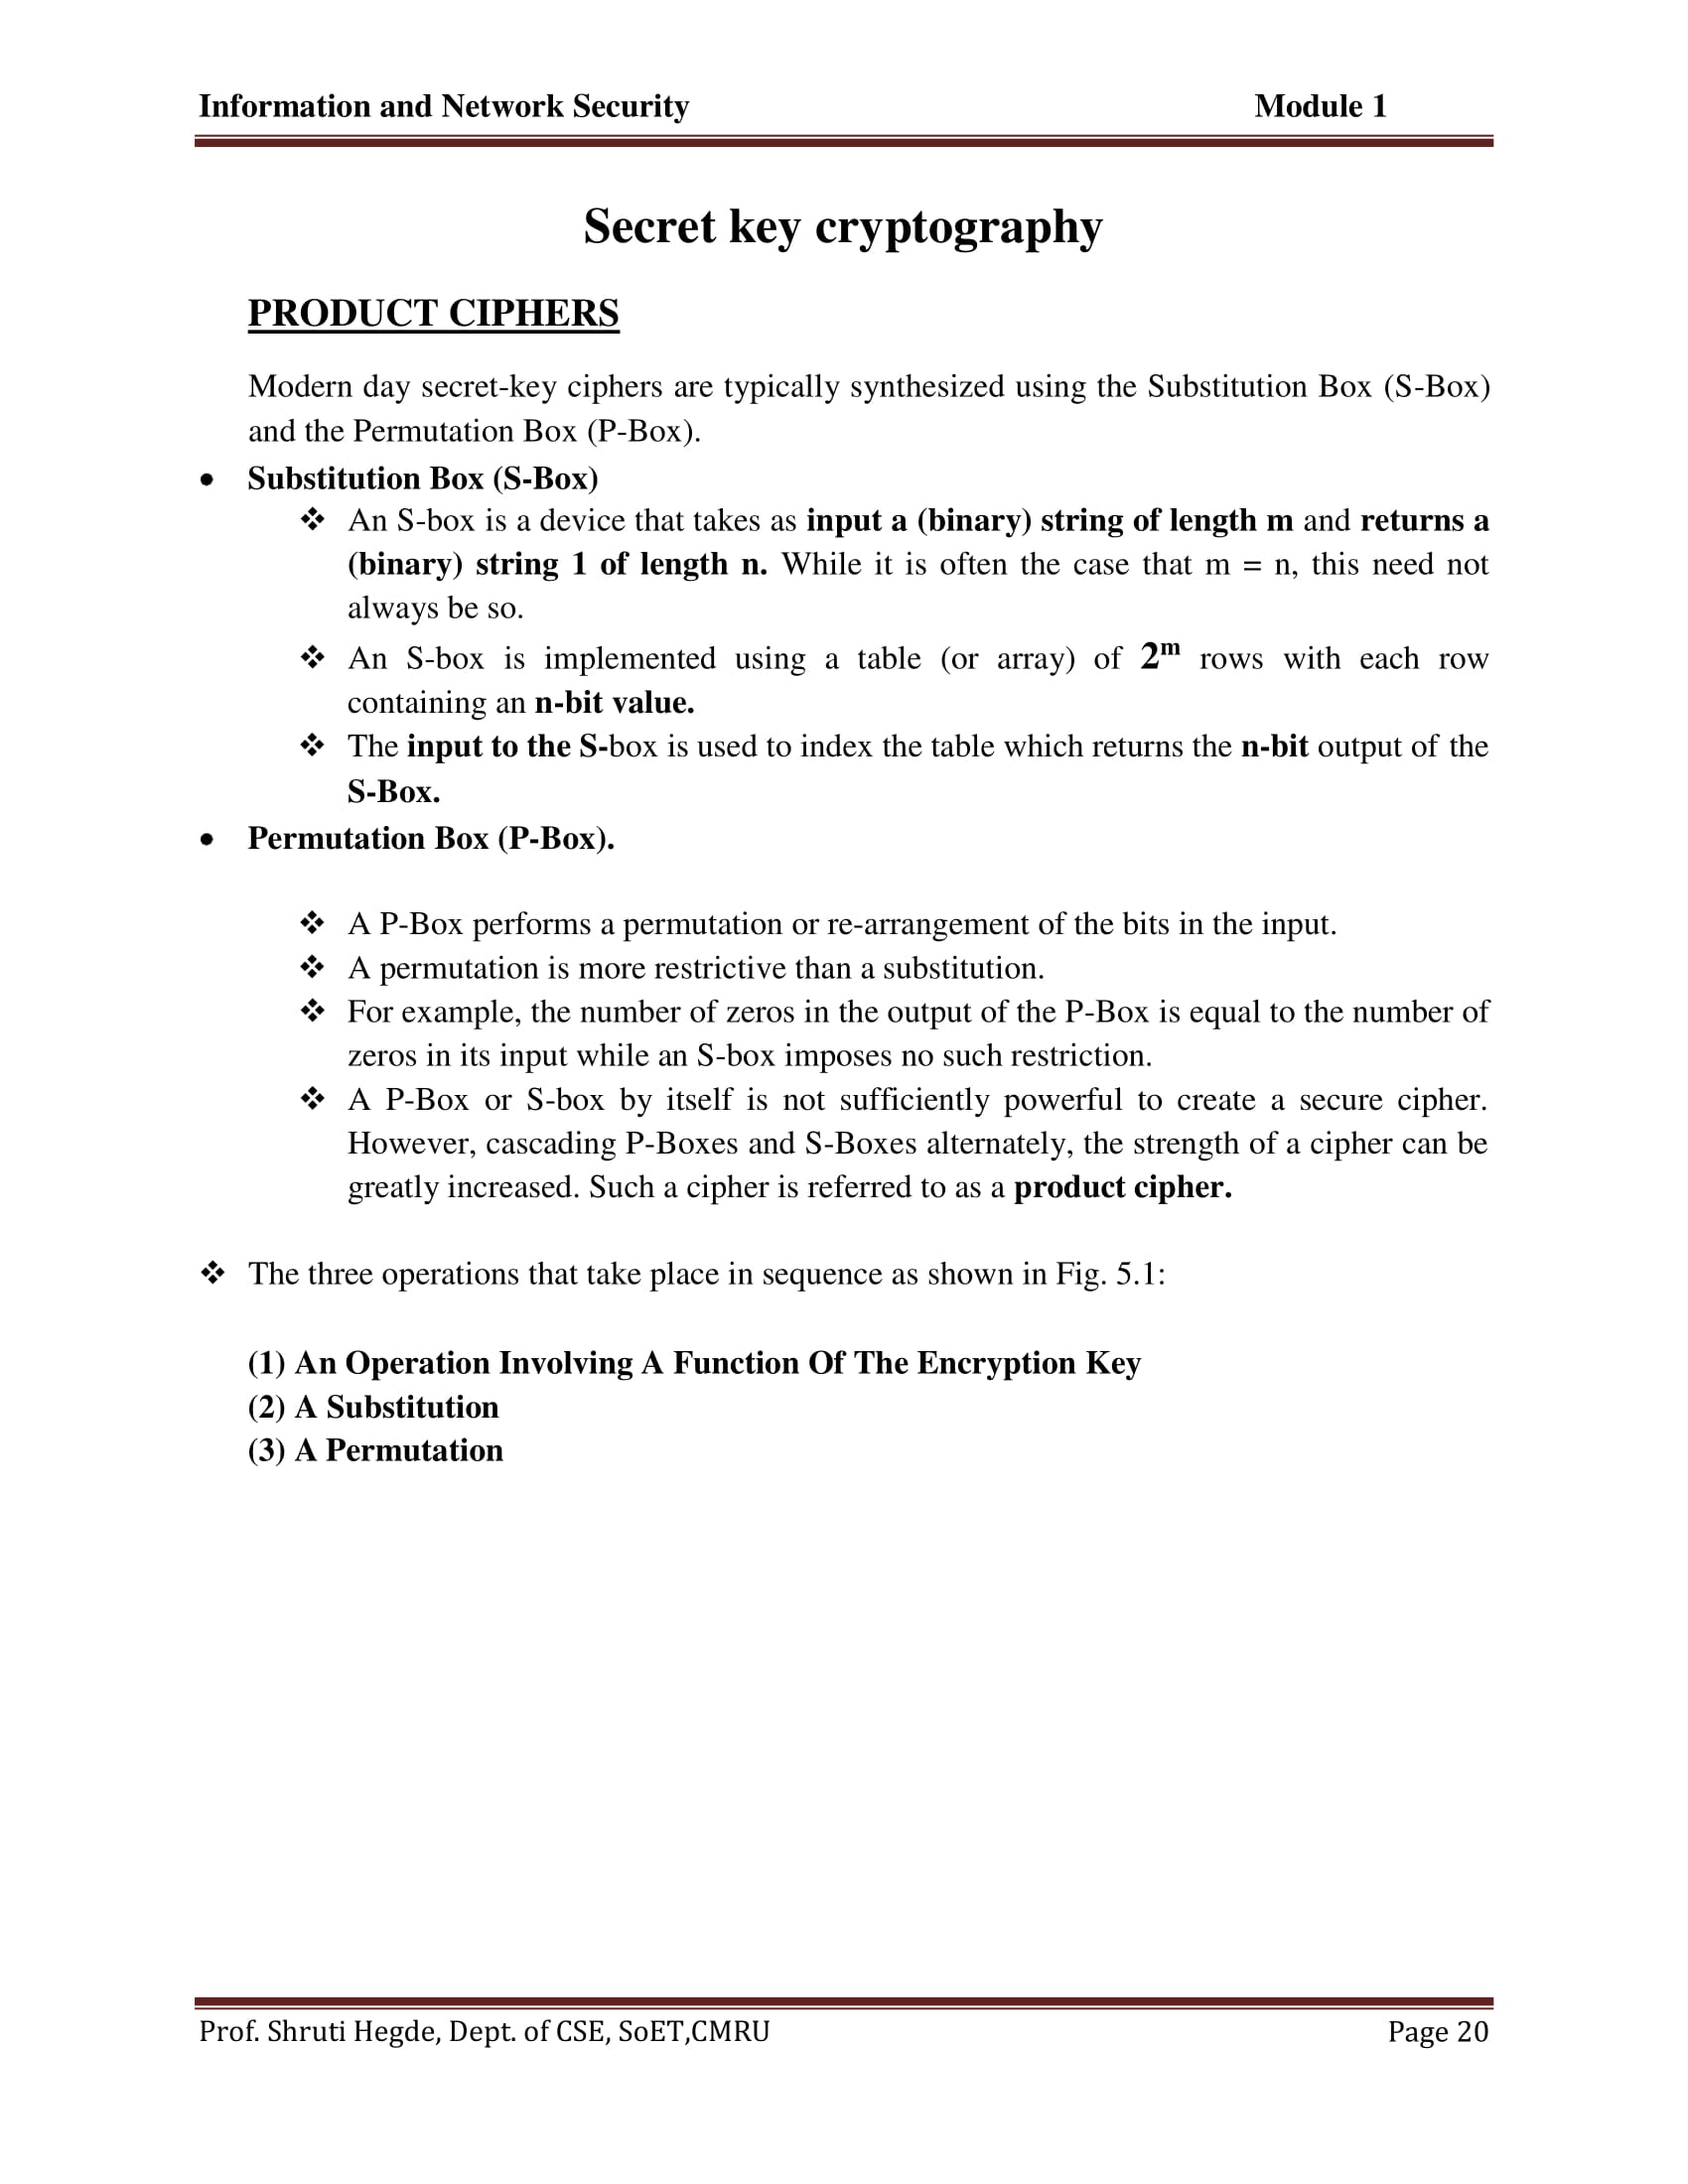 Information and Network Security Module 1
Secret key cryptography
PRODUCT CIPHERS
Modern day secret-key ciphers are typically synthesized using the Substitution Box (S-Box)
and the Permutation Box (P-Box).
• Substitution Box (S-Box)
❖ An S-box is a device that takes as input a (binary) string of length m and returns a
(binary) string 1 of length n. While it is often the case that m = n, this need not
always be so.
❖ An S-box is implemented using a table (or array) of 2ᵐ rows with each row
containing an n-bit value.
❖ The input to the S-box is used to index the table which returns the n-bit output of the
S-Box.
• Permutation Box (P-Box).
❖ A P-Box performs a permutation or re-arrangement of the bits in the input.
❖ A permutation is more restrictive than a substitution.
❖ For example, the number of zeros in the output of the P-Box is equal to the number of
zeros in its input while an S-box imposes no such restriction.
❖ A P-Box or S-box by itself is not sufficiently powerful to create a secure cipher.
However, cascading P-Boxes and S-Boxes alternately, the strength of a cipher can be
greatly increased. Such a cipher is referred to as a product cipher.
❖ The three operations that take place in sequence as shown in Fig. 5.1:
(1) An Operation Involving A Function Of The Encryption Key
(2) A Substitution
(3) A Permutation
Prof. Shruti Hegde, Dept. of CSE, SoET,CMRU Page 20